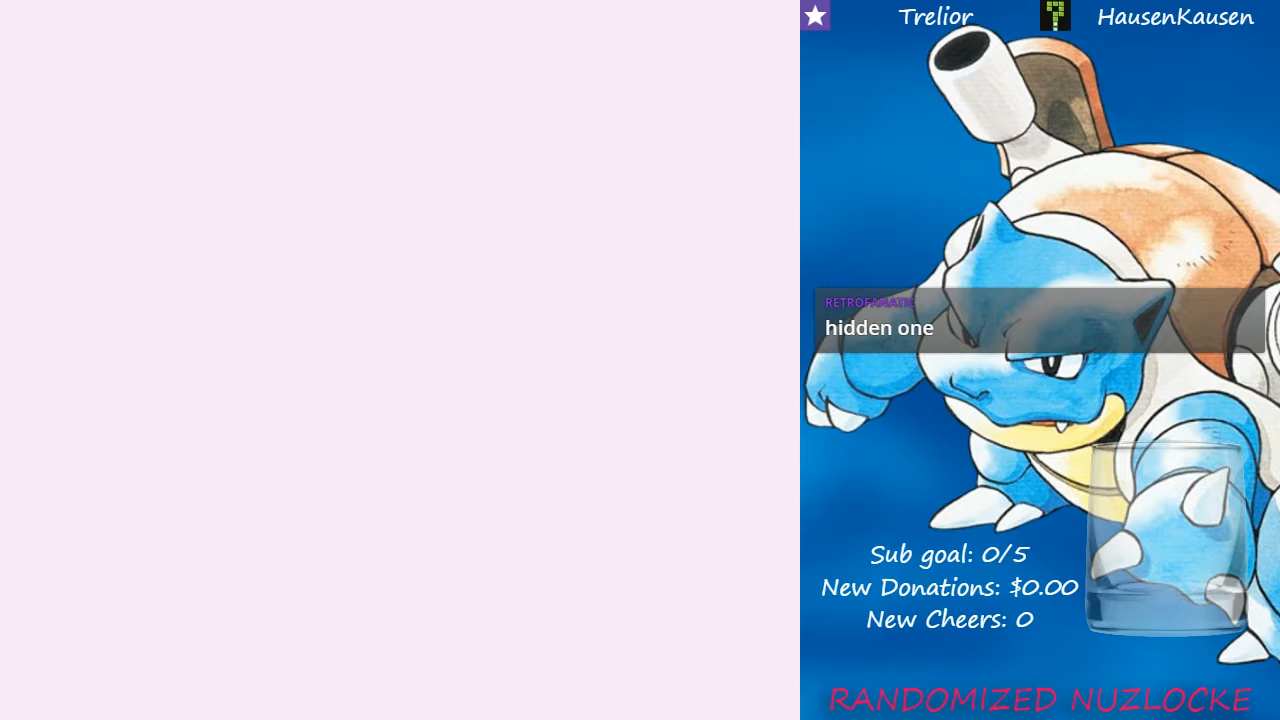 Trelior HausenKausen
RETROFANATIC
hidden one
Sub goal: 0/5
New Donations: $0.00
New Cheers: 0
RANDOMIZED NUZLOCKE